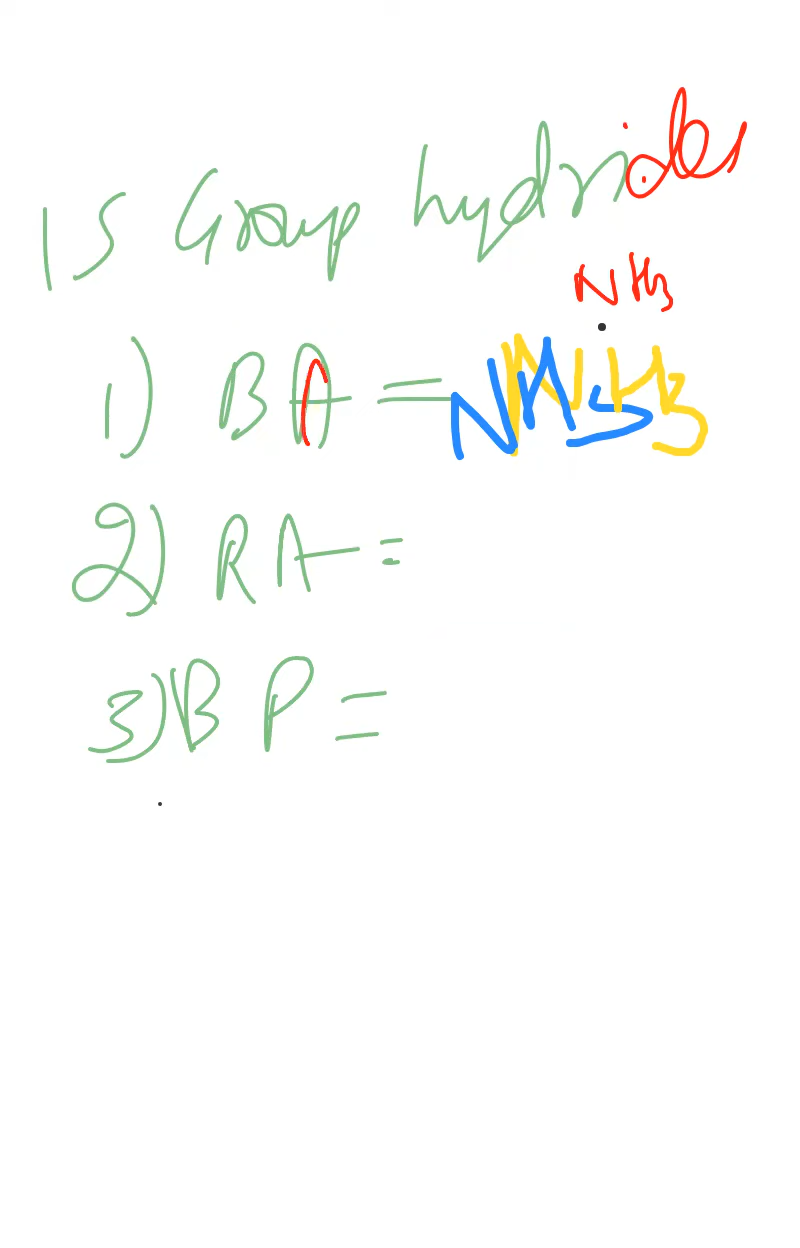 15 Group hydrides
NH3
1) BA = NH3
2) RA =
3) BP =